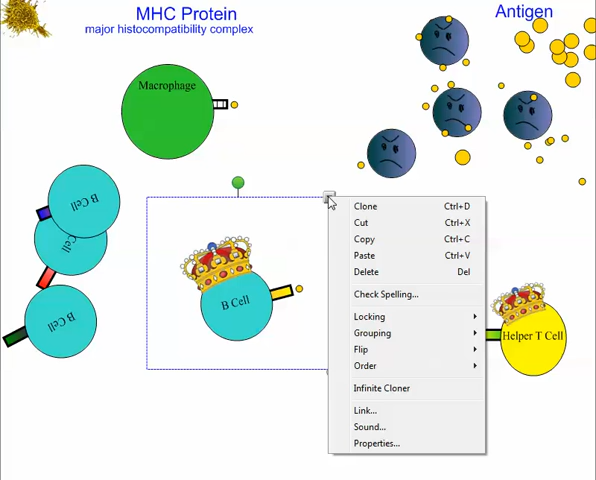 MHC Protein
major histocompatibility complex
Antigen
Macrophage
B Cell
Cell
B Cell
B Cell
Helper T Cell
Clone Ctrl+D
Cut Ctrl+X
Copy Ctrl+C
Paste Ctrl+V
Delete Del
Check Spelling...
Locking
Grouping
Flip
Order
Infinite Cloner
Link...
Sound...
Properties...